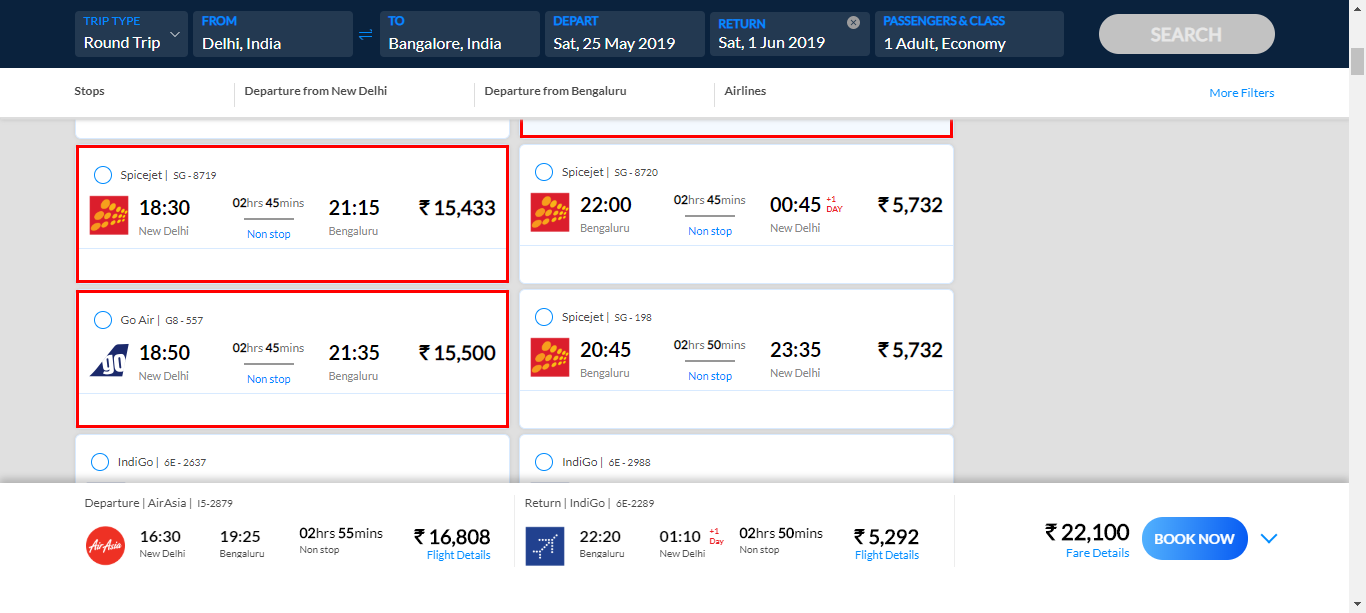 TRIP TYPE
Round Trip
FROM
Delhi, India
TO
Bangalore, India
DEPART
Sat, 25 May 2019
RETURN
Sat, 1 Jun 2019
PASSENGERS & CLASS
1 Adult, Economy
SEARCH
Stops
Departure from New Delhi
Departure from Bengaluru
Airlines
More Filters
Spicejet | SG - 8719
18:30
New Delhi
02hrs 45mins
Non stop
21:15
Bengaluru
₹ 15,433
Spicejet | SG - 8720
22:00
Bengaluru
02hrs 45mins
Non stop
00:45 +1 DAY
New Delhi
₹ 5,732
Go Air | G8 - 557
go
18:50
New Delhi
02hrs 45mins
Non stop
21:35
Bengaluru
₹ 15,500
Spicejet | SG - 198
20:45
Bengaluru
02hrs 50mins
Non stop
23:35
New Delhi
₹ 5,732
IndiGo | 6E - 2637
IndiGo | 6E - 2988
Departure | AirAsia | I5-2879
AirAsia
16:30
New Delhi
19:25
Bengaluru
02hrs 55mins
Non stop
₹ 16,808
Flight Details
Return | IndiGo | 6E-2289
22:20
Bengaluru
01:10 +1 Day
New Delhi
02hrs 50mins
Non stop
₹ 5,292
Flight Details
₹ 22,100
Fare Details
BOOK NOW